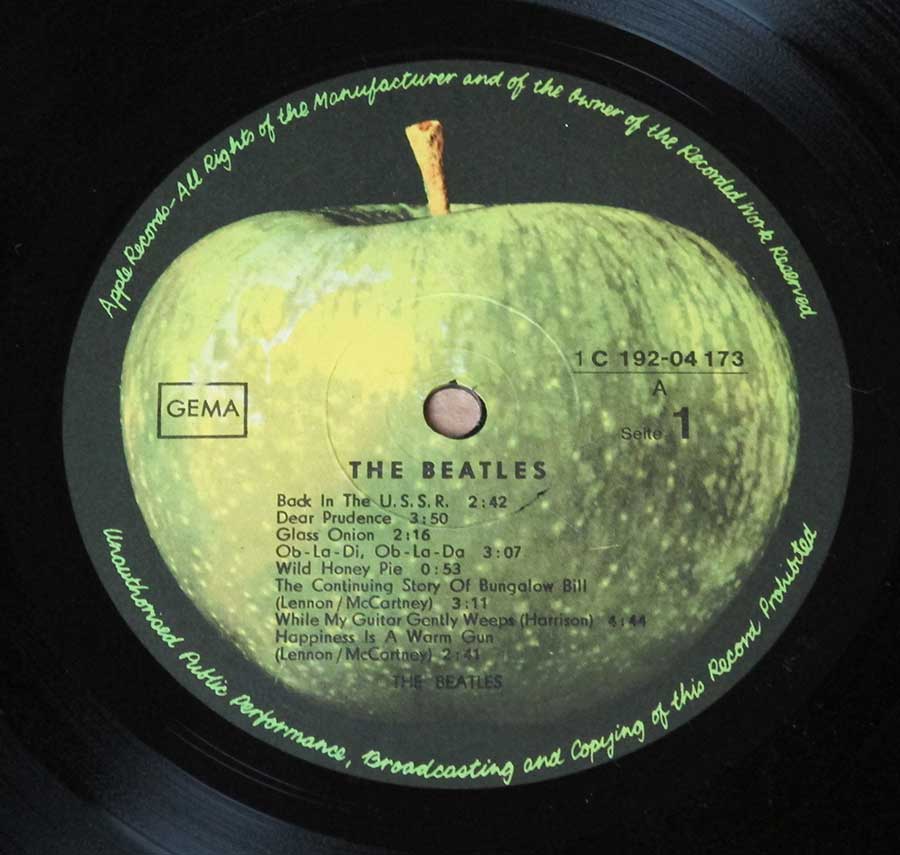 Apple Records-All Rights of the Manufacturer and of the Owner of the Recorded Work Reserved
1 C 192-04 173
A
Seite 1
GEMA
THE BEATLES
Back In The U.S.S.R. 2:42
Dear Prudence 3:50
Glass Onion 2:16
Ob-La-Di, Ob-La-Da 3:07
Wild Honey Pie 0:53
The Continuing Story Of Bungalow Bill
(Lennon/McCartney) 3:11
While My Guitar Gently Weeps (Harrison) 4:44
Happiness Is A Warm Gun
(Lennon/McCartney) 2:41
THE BEATLES
Unauthorised Public Performance, Broadcasting and Copying of this Record Prohibited